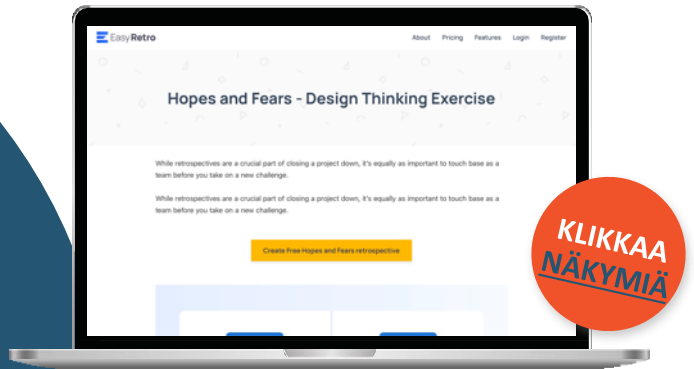 EasyRetro
About Pricing Features Login Register
Hopes and Fears - Design Thinking Exercise
While retrospectives are a crucial part of closing a project down, it's equally as important to touch base as a
team before you take on a new challenge.
While retrospectives are a crucial part of closing a project down, it's equally as important to touch base as a
team before you take on a new challenge.
Create Free Hopes and Fears retrospective
KLIKKAA
NÄKYMIÄ